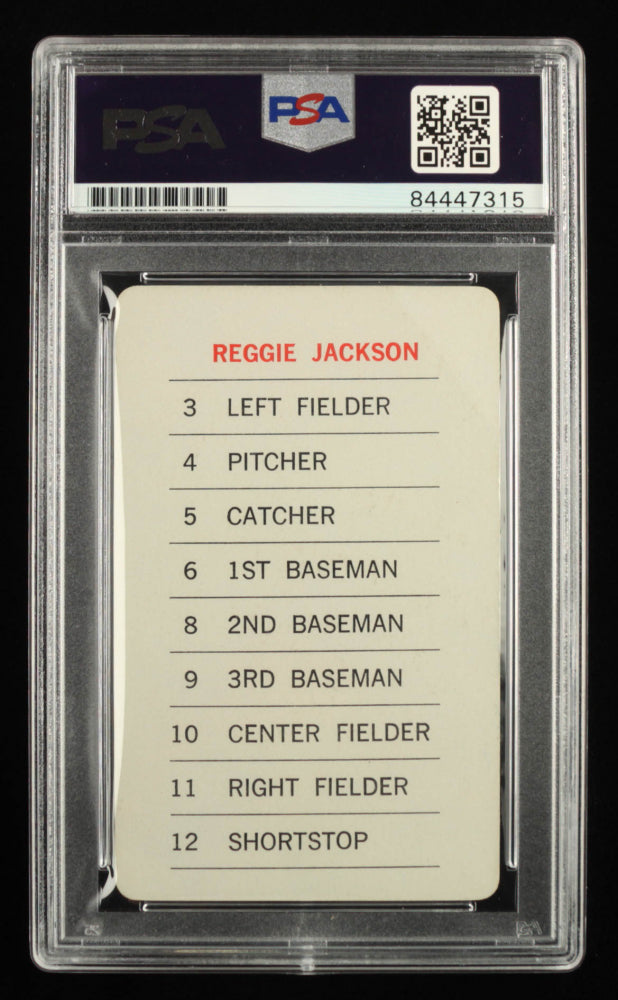 PSA PSA
84447315
REGGIE JACKSON
3 LEFT FIELDER
4 PITCHER
5 CATCHER
6 1ST BASEMAN
8 2ND BASEMAN
9 3RD BASEMAN
10 CENTER FIELDER
11 RIGHT FIELDER
12 SHORTSTOP